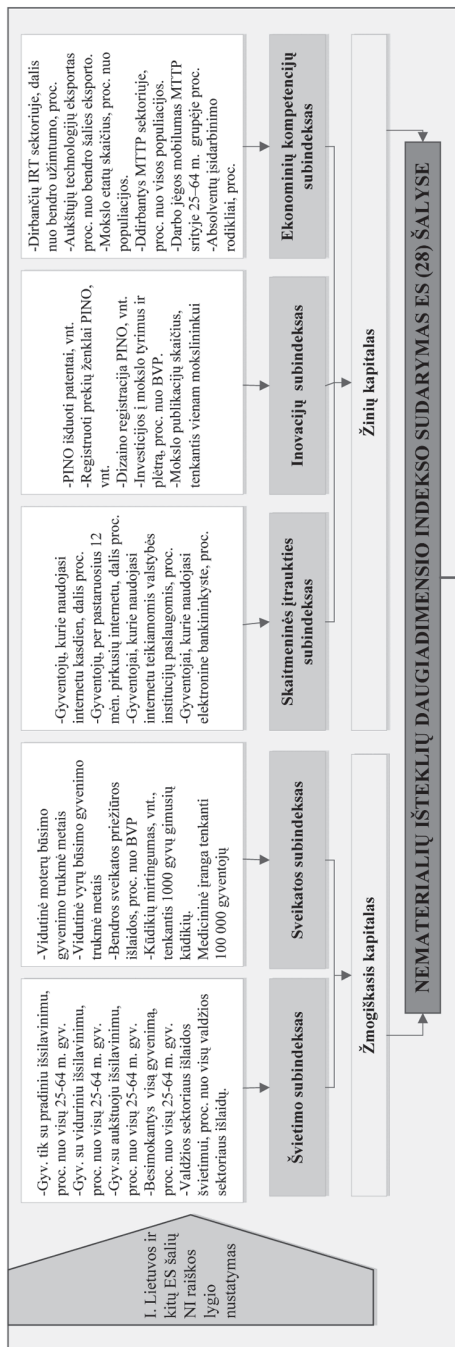 I. Lietuvos ir
kitų ES šalių
NI raiškos
lygio
nustatymas
-Gyv. tik su pradiniu išsilavinimu,
proc. nuo visų 25-64 m. gyv.
-Gyv. su viduriniu išsilavinimu,
proc. nuo visų 25-64 m. gyv.
-Gyv.su aukštuoju išsilavinimu,
proc. nuo visų 25-64 m. gyv.
-Besimokantys visą gyvenimą,
proc. nuo visų 25-64 m. gyv.
-Valdžios sektoriaus išlaidos
švietimui, proc. nuo visų valdžios
sektoriaus išlaidų.
-Vidutinė moterų būsimo
gyvenimo trukmė metais
-Vidutinė vyrų būsimo gyvenimo
trukmė metais
-Bendros sveikatos priežiūros
išlaidos, proc. nuo BVP
-Kūdikių mirtingumas, vnt.,
tenkantis 1000 gyvų gimusių
kūdikių.
Medicininė įranga tenkanti
100 000 gyventojų
-Gyventojų, kurie naudojasi
internetu kasdien, dalis proc.
-Gyventojų, per pastaruosius 12
mėn. pirkusių internetu, dalis proc.
-Gyventojai, kurie naudojasi
internetu teikiamomis valstybės
institucijų paslaugomis, proc.
-Gyventojai, kurie naudojasi
elektronine bankininkyste, proc.
-PINO išduoti patentai, vnt.
-Registruoti prekių ženklai PINO,
vnt.
-Dizaino registracija PINO, vnt.
-Investicijos į mokslo tyrimus ir
plėtrą, proc. nuo BVP.
-Mokslo publikacijų skaičius,
tenkantis vienam mokslininkui
-Dirbančių IRT sektoriuje, dalis
nuo bendro užimtumo, proc.
-Aukštųjų technologijų eksportas
proc. nuo bendro šalies eksporto.
-Mokslo etatų skaičius, proc. nuo
populiacijos.
-Ddirbantys MTTP sektoriuje,
proc. nuo visos populiacijos.
-Darbo jėgos mobilumas MTTP
srityje 25–64 m. grupėje proc.
-Absolventų įsidarbinimo
rodikliai, proc.
Švietimo subindeksas
Sveikatos subindeksas
Skaitmeninės įtraukties
subindeksas
Inovacijų subindeksas
Ekonominių kompetencijų
subindeksas
Žmogiškasis kapitalas
Žinių kapitalas
NEMATERIALIŲ IŠTEKLIŲ DAUGIADIMENSIO INDEKSO SUDARYMAS ES (28) ŠALYSE